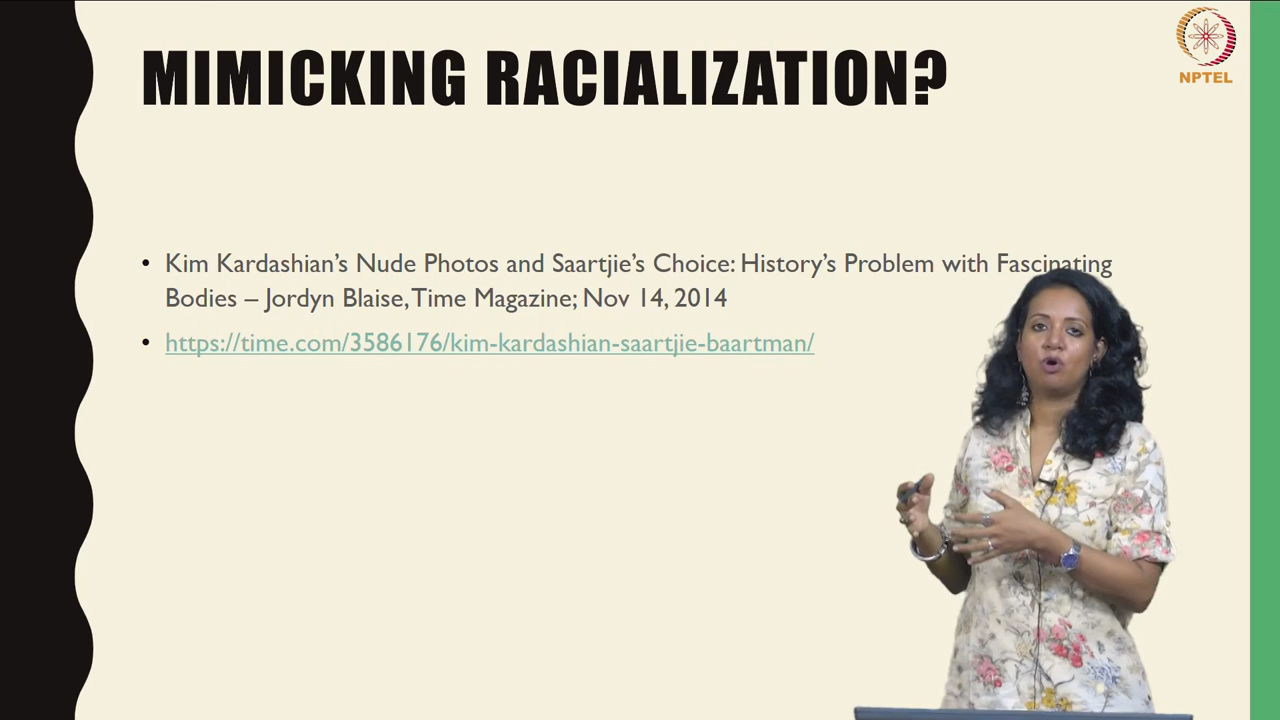 MIMICKING RACIALIZATION?
NPTEL
• Kim Kardashian's Nude Photos and Saartjie's Choice: History's Problem with Fascinating
Bodies – Jordyn Blaise, Time Magazine; Nov 14, 2014
• https://time.com/3586176/kim-kardashian-saartjie-baartman/